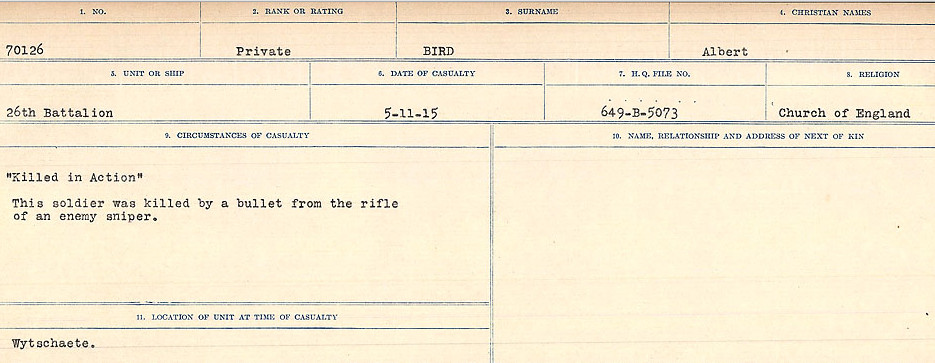 1. NO. 2. RANK OR RATING 3. SURNAME 4. CHRISTIAN NAMES
70126 Private BIRD Albert
5. UNIT OR SHIP 6. DATE OF CASUALTY 7. H.Q. FILE NO. 8. RELIGION
26th Battalion 5-11-15 649-B-5073 Church of England
9. CIRCUMSTANCES OF CASUALTY 10. NAME, RELATIONSHIP AND ADDRESS OF NEXT OF KIN
"Killed in Action"
This soldier was killed by a bullet from the rifle
of an enemy sniper.
11. LOCATION OF UNIT AT TIME OF CASUALTY
Wytschaete.